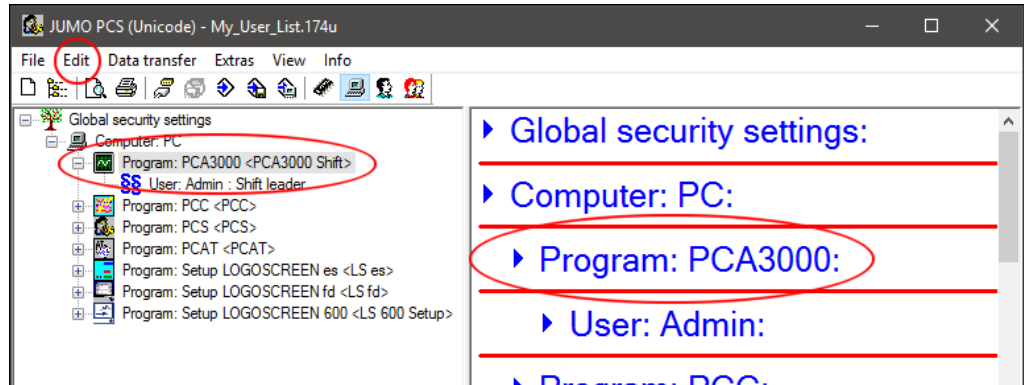 JUMO PCS (Unicode) - My_User_List.174u
File Edit Data transfer Extras View Info
Global security settings
Computer: PC
Program: PCA3000 <PCA3000 Shift>
§§ User: Admin : Shift leader
Program: PCC <PCC>
Program: PCS <PCS>
Program: PCAT <PCAT>
Program: Setup LOGOSCREEN es <LS es>
Program: Setup LOGOSCREEN fd <LS fd>
Program: Setup LOGOSCREEN 600 <LS 600 Setup>
Global security settings:
Computer: PC:
Program: PCA3000:
User: Admin:
Program: PCC: